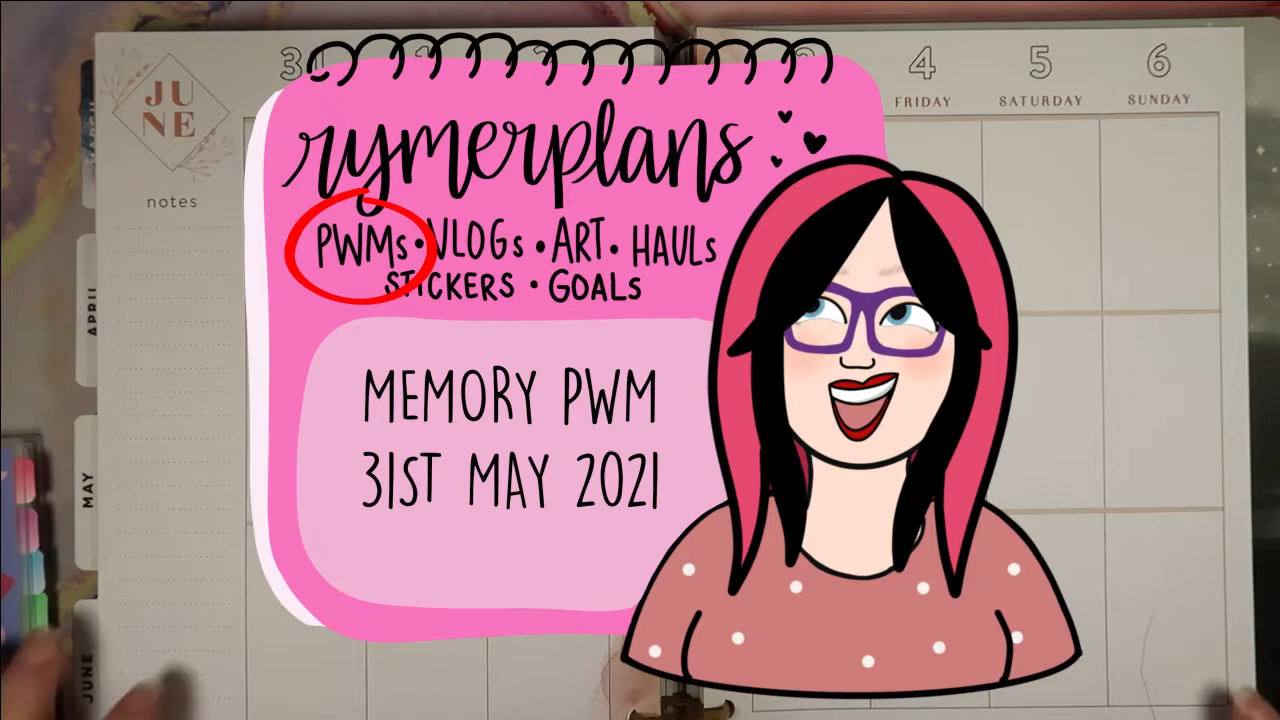 JU
NE
3
4
5
6
FRIDAY
SATURDAY
SUNDAY
notes
rymerplans
PWMs • VLOGs • ART • HAULs
STICKERS • GOALS
MEMORY PWM
31ST MAY 2021
APRIL
MAY
JUNE